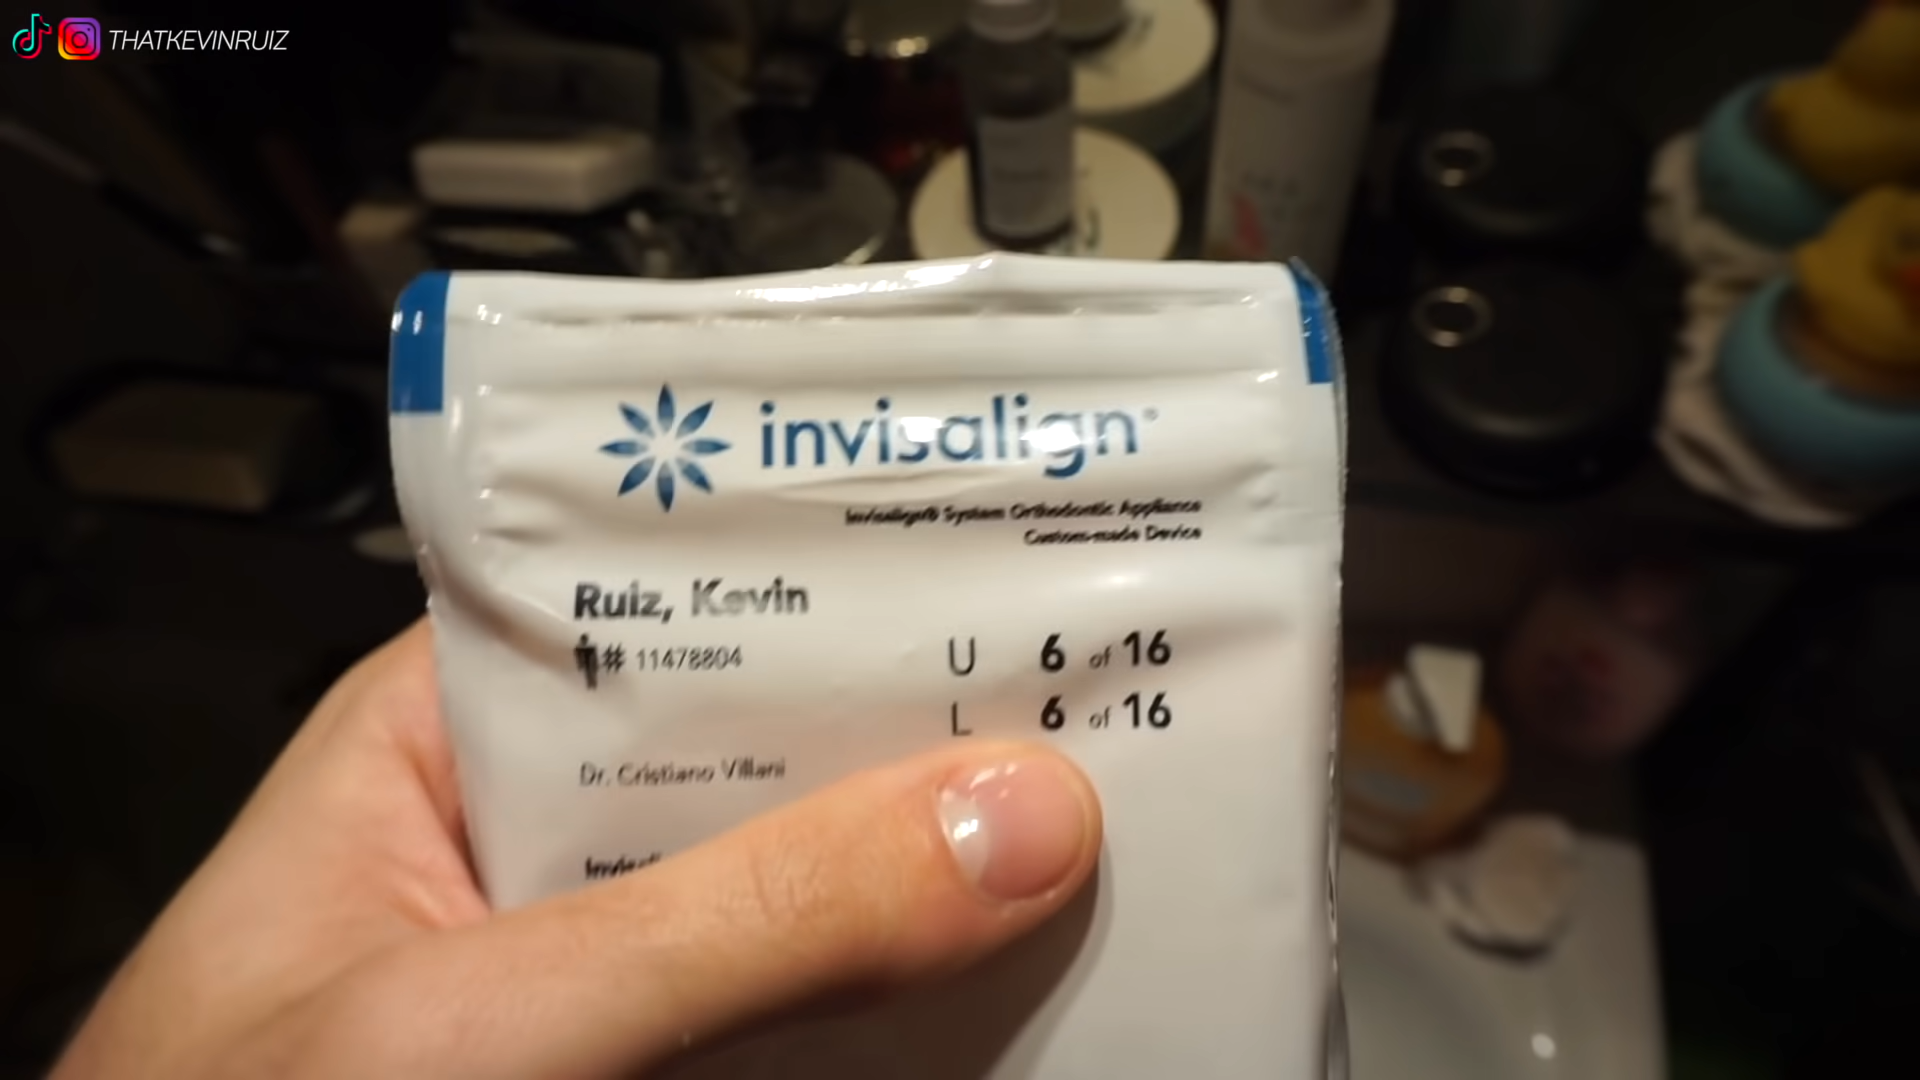 THATKEVINRUIZ
invisalign®
Invisalign® System Orthodontic Appliance
Custom-made Device
Ruiz, Kevin
# 11478804
U 6 of 16
L 6 of 16
Dr. Cristiano Villani